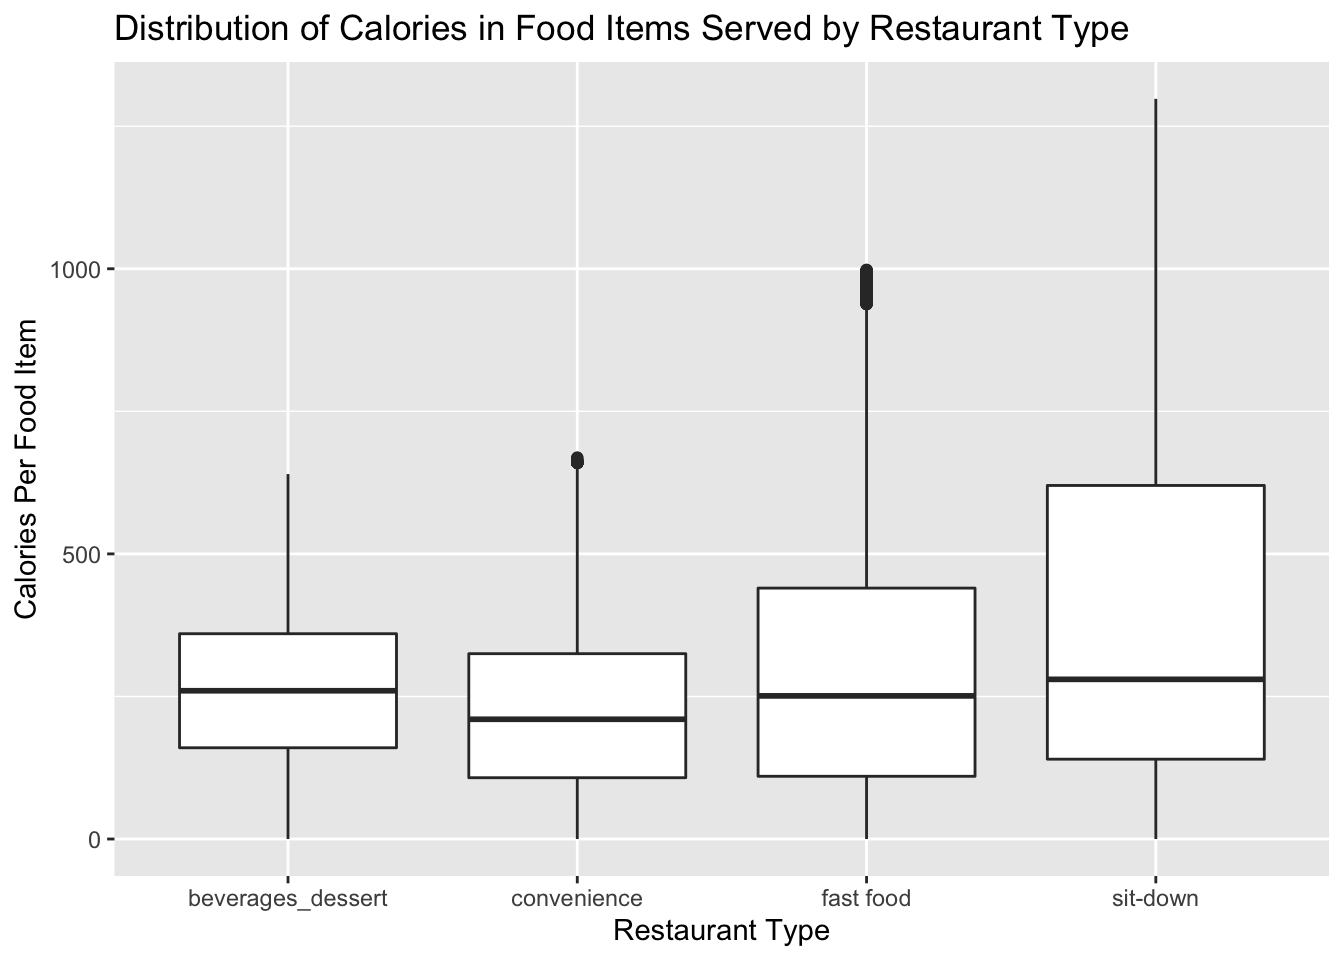 Distribution of Calories in Food Items Served by Restaurant Type
Calories Per Food Item
1000
500
0
beverages_dessert convenience fast food sit-down
Restaurant Type